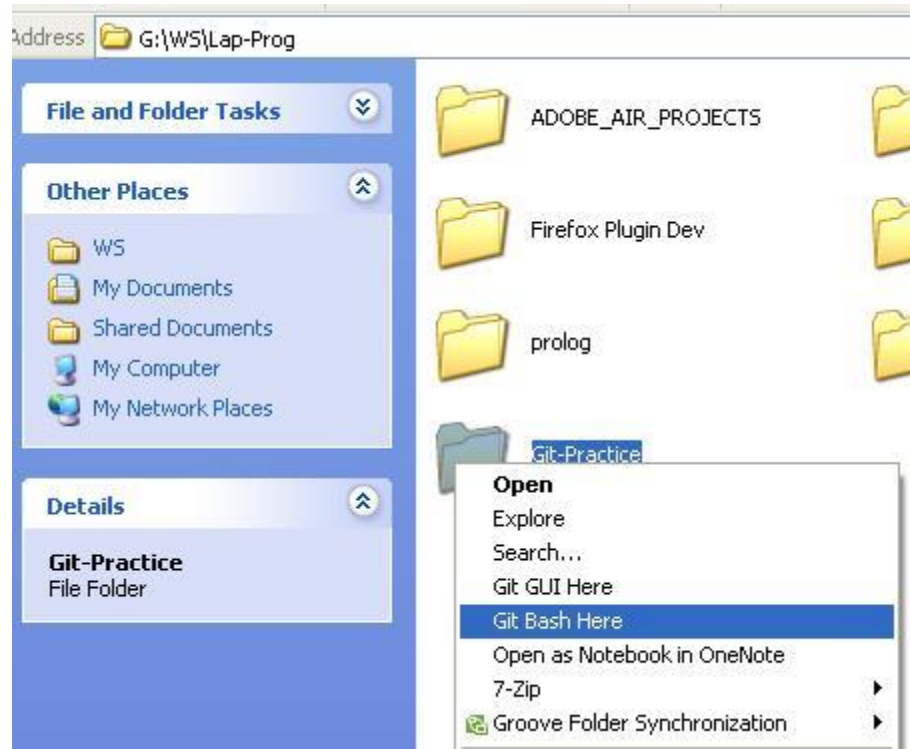 Address G:\WS\Lap-Prog
File and Folder Tasks
Other Places
WS
My Documents
Shared Documents
My Computer
My Network Places
Details
Git-Practice
File Folder
ADOBE_AIR_PROJECTS
Firefox Plugin Dev
prolog
Git-Practice
Open
Explore
Search...
Git GUI Here
Git Bash Here
Open as Notebook in OneNote
7-Zip
Groove Folder Synchronization